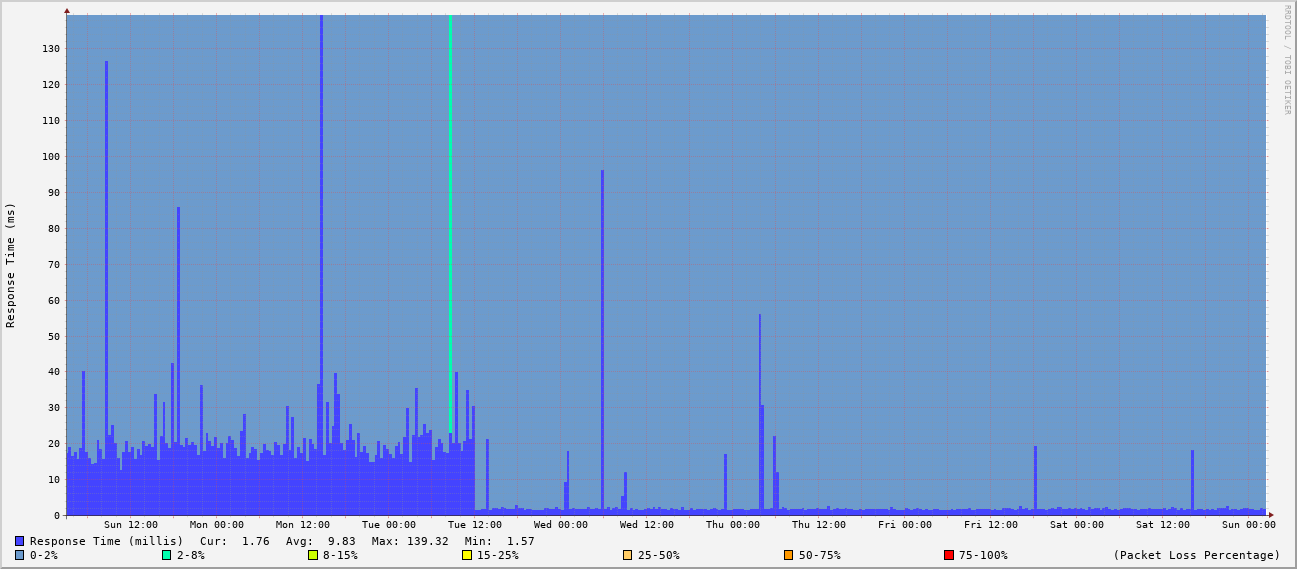 RRDTOOL / TOBI OETIKER
Response Time (ms)
130
120
110
100
90
80
70
60
50
40
30
20
10
0
Sun 12:00 Mon 00:00 Mon 12:00 Tue 00:00 Tue 12:00 Wed 00:00 Wed 12:00 Thu 00:00 Thu 12:00 Fri 00:00 Fri 12:00 Sat 00:00 Sat 12:00 Sun 00:00
Response Time (millis) Cur: 1.76 Avg: 9.83 Max: 139.32 Min: 1.57
0-2% 2-8% 8-15% 15-25% 25-50% 50-75% 75-100% (Packet Loss Percentage)